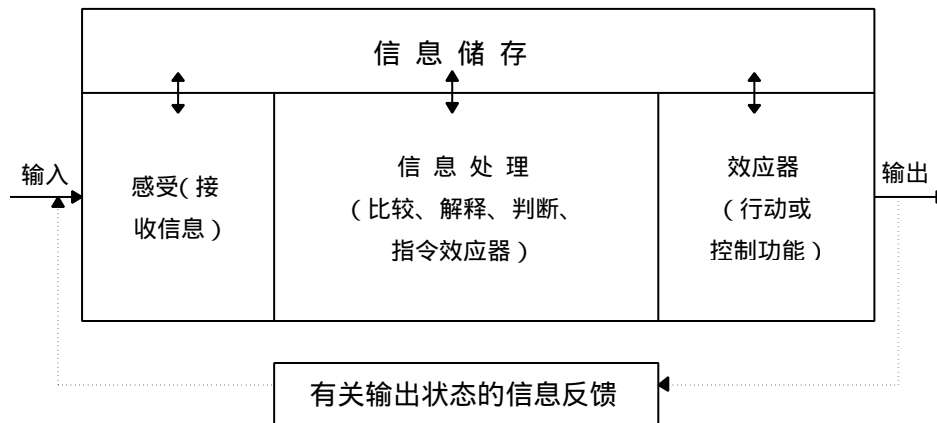 信 息 储 存
输入
感受（接
收信息）
信 息 处 理
（比较、解释、判断、
指令效应器）
效应器
（行动或
控制功能）
输出
有关输出状态的信息反馈